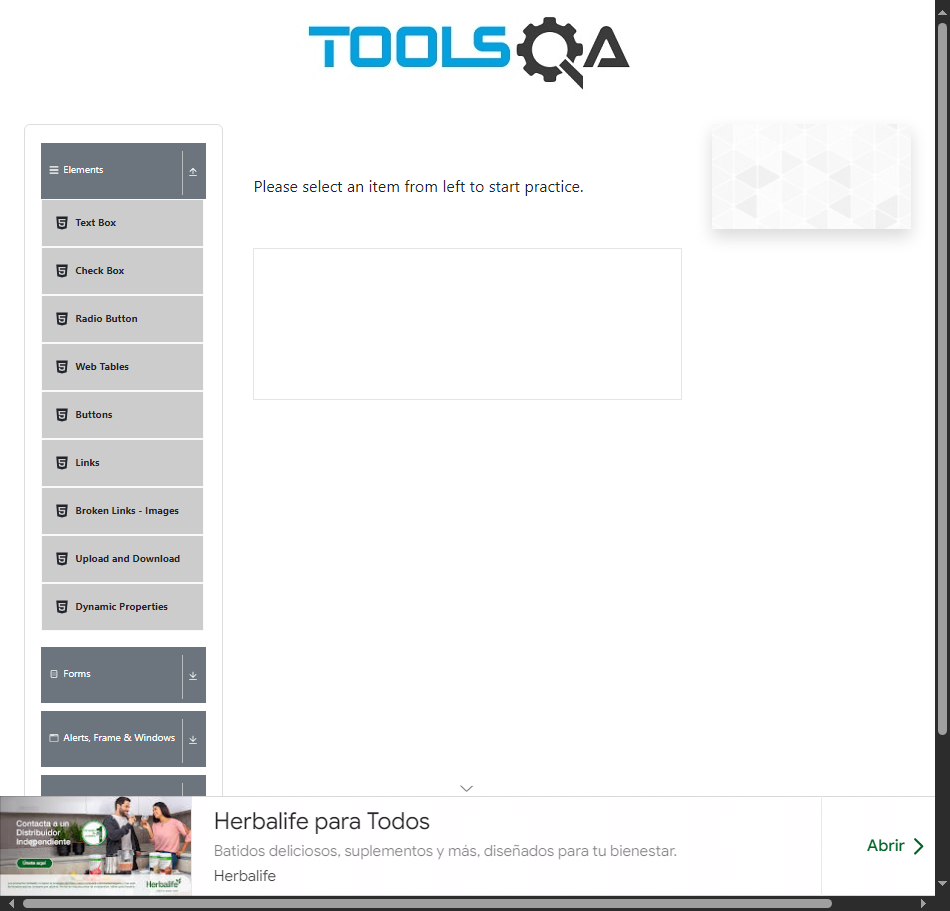 TOOLSQA
Elements
Please select an item from left to start practice.
Text Box
Check Box
Radio Button
Web Tables
Buttons
Links
Broken Links - Images
Upload and Download
Dynamic Properties
Forms
Alerts, Frame & Windows
Contacta a un
Distribuidor
Independiente
Únete aquí
Herbalife
Herbalife para Todos
Batidos deliciosos, suplementos y más, diseñados para tu bienestar.
Herbalife
Abrir